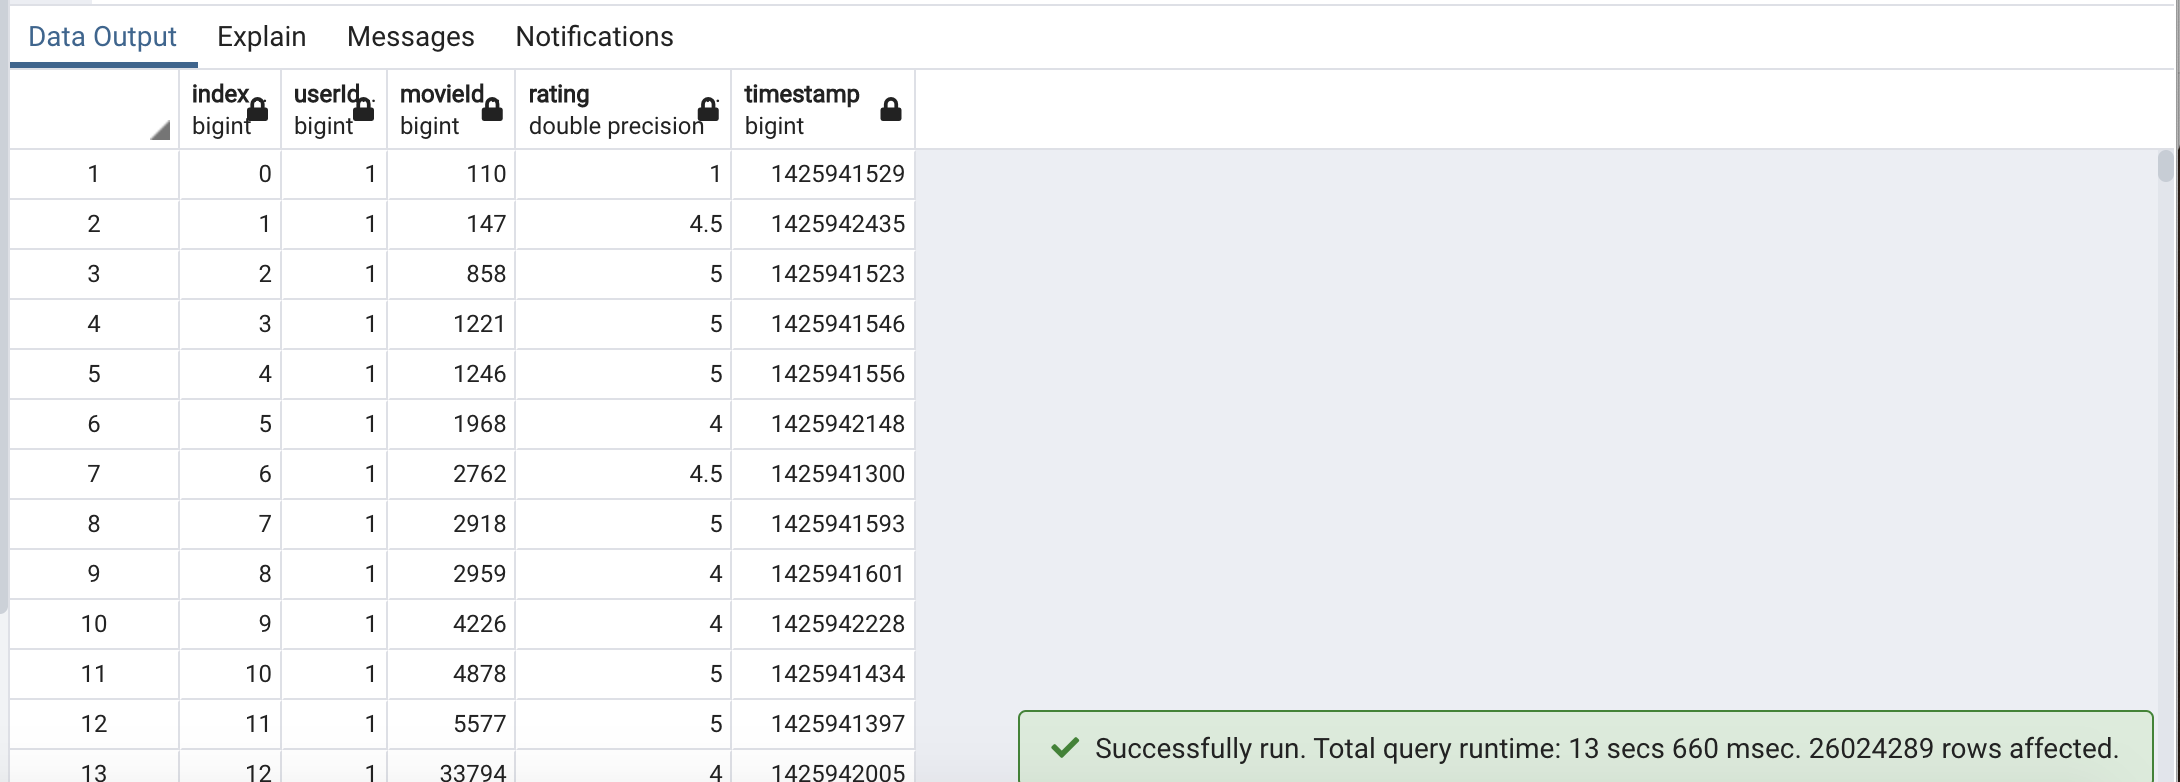 Data Output Explain Messages Notifications
index userId movieId rating timestamp
bigint bigint bigint double precision bigint
1 0 1 110 1 1425941529
2 1 1 147 4.5 1425942435
3 2 1 858 5 1425941523
4 3 1 1221 5 1425941546
5 4 1 1246 5 1425941556
6 5 1 1968 4 1425942148
7 6 1 2762 4.5 1425941300
8 7 1 2918 5 1425941593
9 8 1 2959 4 1425941601
10 9 1 4226 4 1425942228
11 10 1 4878 5 1425941434
12 11 1 5577 5 1425941397
13 12 1 33794 4 1425942005
Successfully run. Total query runtime: 13 secs 660 msec. 26024289 rows affected.